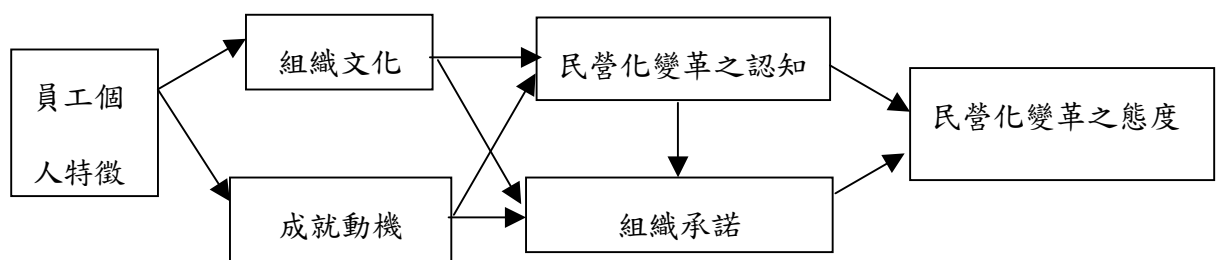 員工個
人特徵
組織文化
成就動機
民營化變革之認知
組織承諾
民營化變革之態度